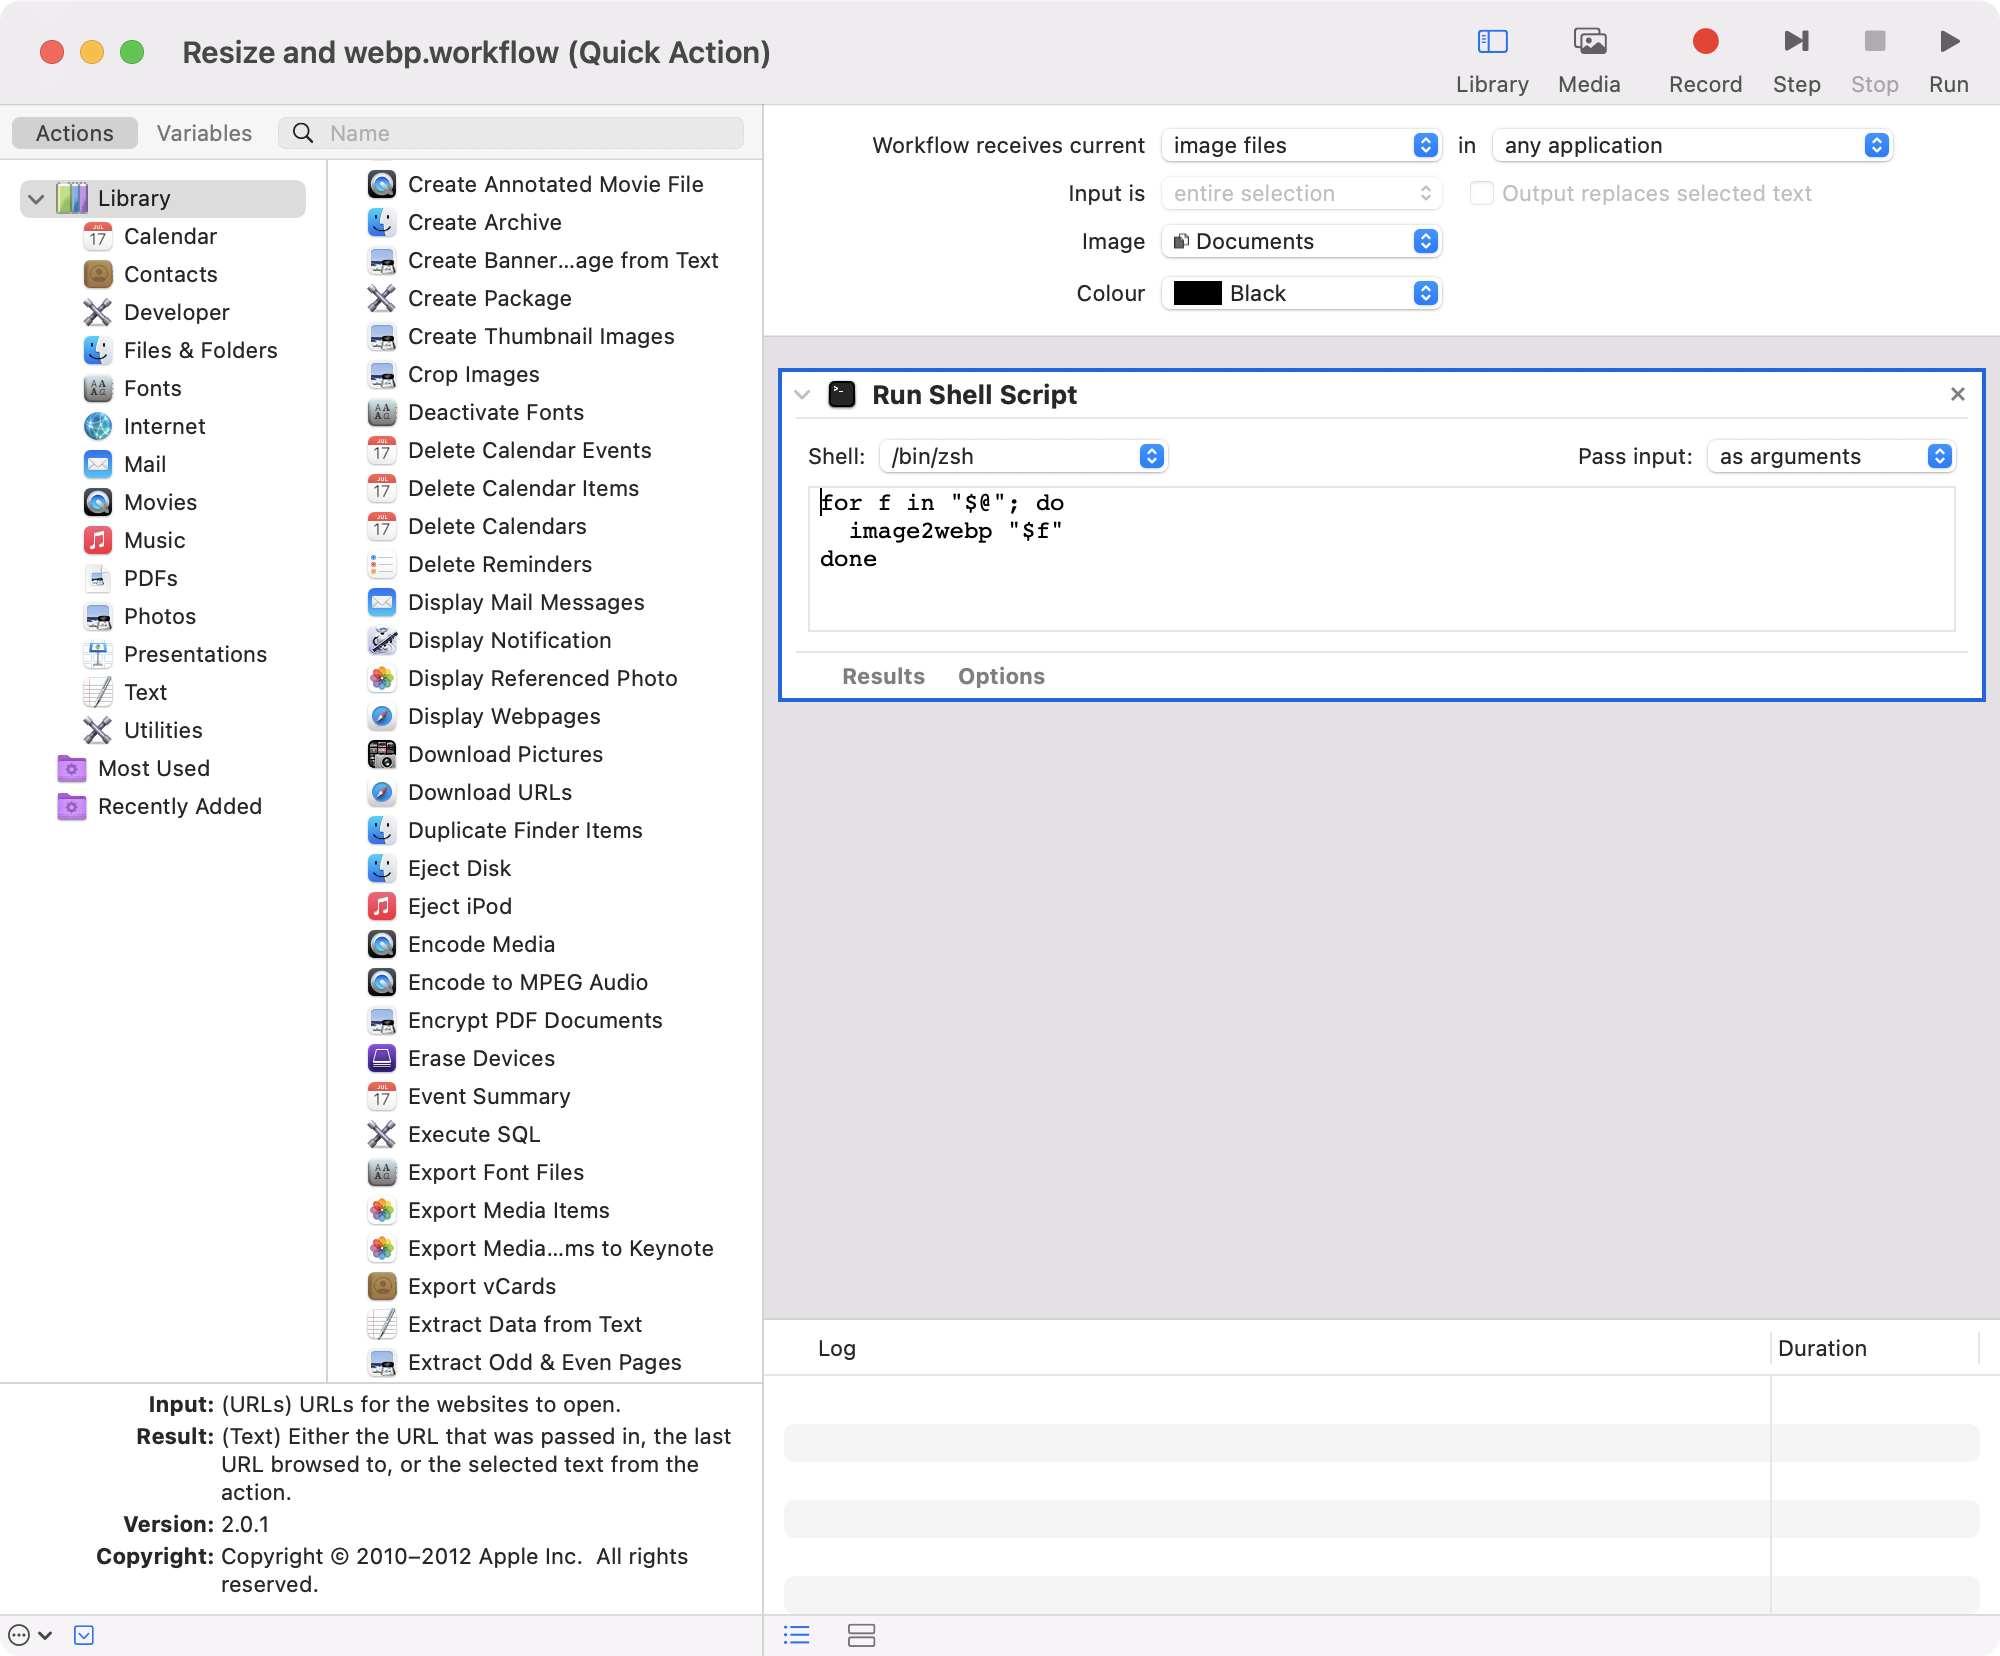 Resize and webp.workflow (Quick Action)
Library
Media
Record
Step
Stop
Run
Actions
Variables
Name
Library
Calendar
Contacts
Developer
Files & Folders
Fonts
Internet
Mail
Movies
Music
PDFs
Photos
Presentations
Text
Utilities
Most Used
Recently Added
Create Annotated Movie File
Create Archive
Create Banner...age from Text
Create Package
Create Thumbnail Images
Crop Images
Deactivate Fonts
Delete Calendar Events
Delete Calendar Items
Delete Calendars
Delete Reminders
Display Mail Messages
Display Notification
Display Referenced Photo
Display Webpages
Download Pictures
Download URLs
Duplicate Finder Items
Eject Disk
Eject iPod
Encode Media
Encode to MPEG Audio
Encrypt PDF Documents
Erase Devices
Event Summary
Execute SQL
Export Font Files
Export Media Items
Export Media...ms to Keynote
Export vCards
Extract Data from Text
Extract Odd & Even Pages
Input: (URLs) URLs for the websites to open.
Result: (Text) Either the URL that was passed in, the last
URL browsed to, or the selected text from the
action.
Version: 2.0.1
Copyright: Copyright © 2010–2012 Apple Inc.  All rights
reserved.
Workflow receives current image files in any application
Input is entire selection Output replaces selected text
Image Documents
Colour Black
Run Shell Script
Shell: /bin/zsh Pass input: as arguments
for f in "$@"; do
  image2webp "$f"
done
Results Options
Log Duration